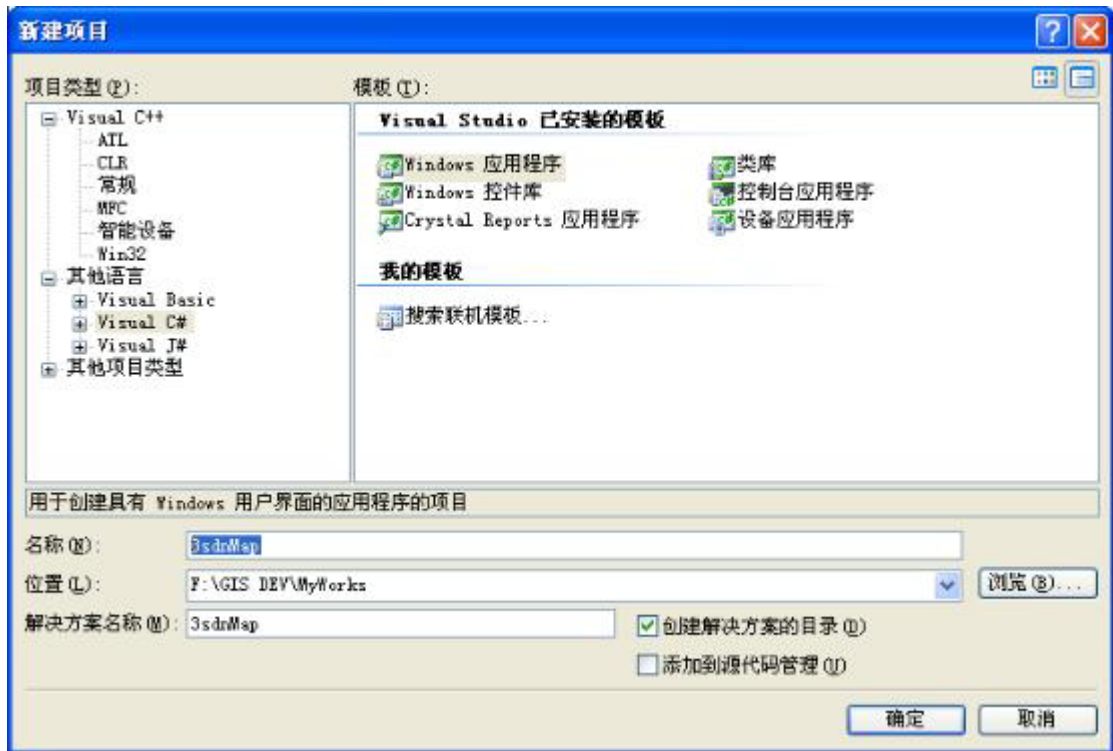 新建项目
项目类型(P):
模板(T):
Visual C++
ATL
CLR
常规
MFC
智能设备
Win32
其他语言
Visual Basic
Visual C#
Visual J#
其他项目类型
Visual Studio 已安装的模板
Windows 应用程序
类库
Windows 控件库
控制台应用程序
Crystal Reports 应用程序
设备应用程序
我的模板
搜索联机模板...
用于创建具有 Windows 用户界面的应用程序的项目
名称(N):
3sdnMap
位置(L):
F:\GIS DEV\MyWorks
浏览(B)...
解决方案名称(M):
3sdnMap
创建解决方案的目录(D)
添加到源代码管理(U)
确定
取消